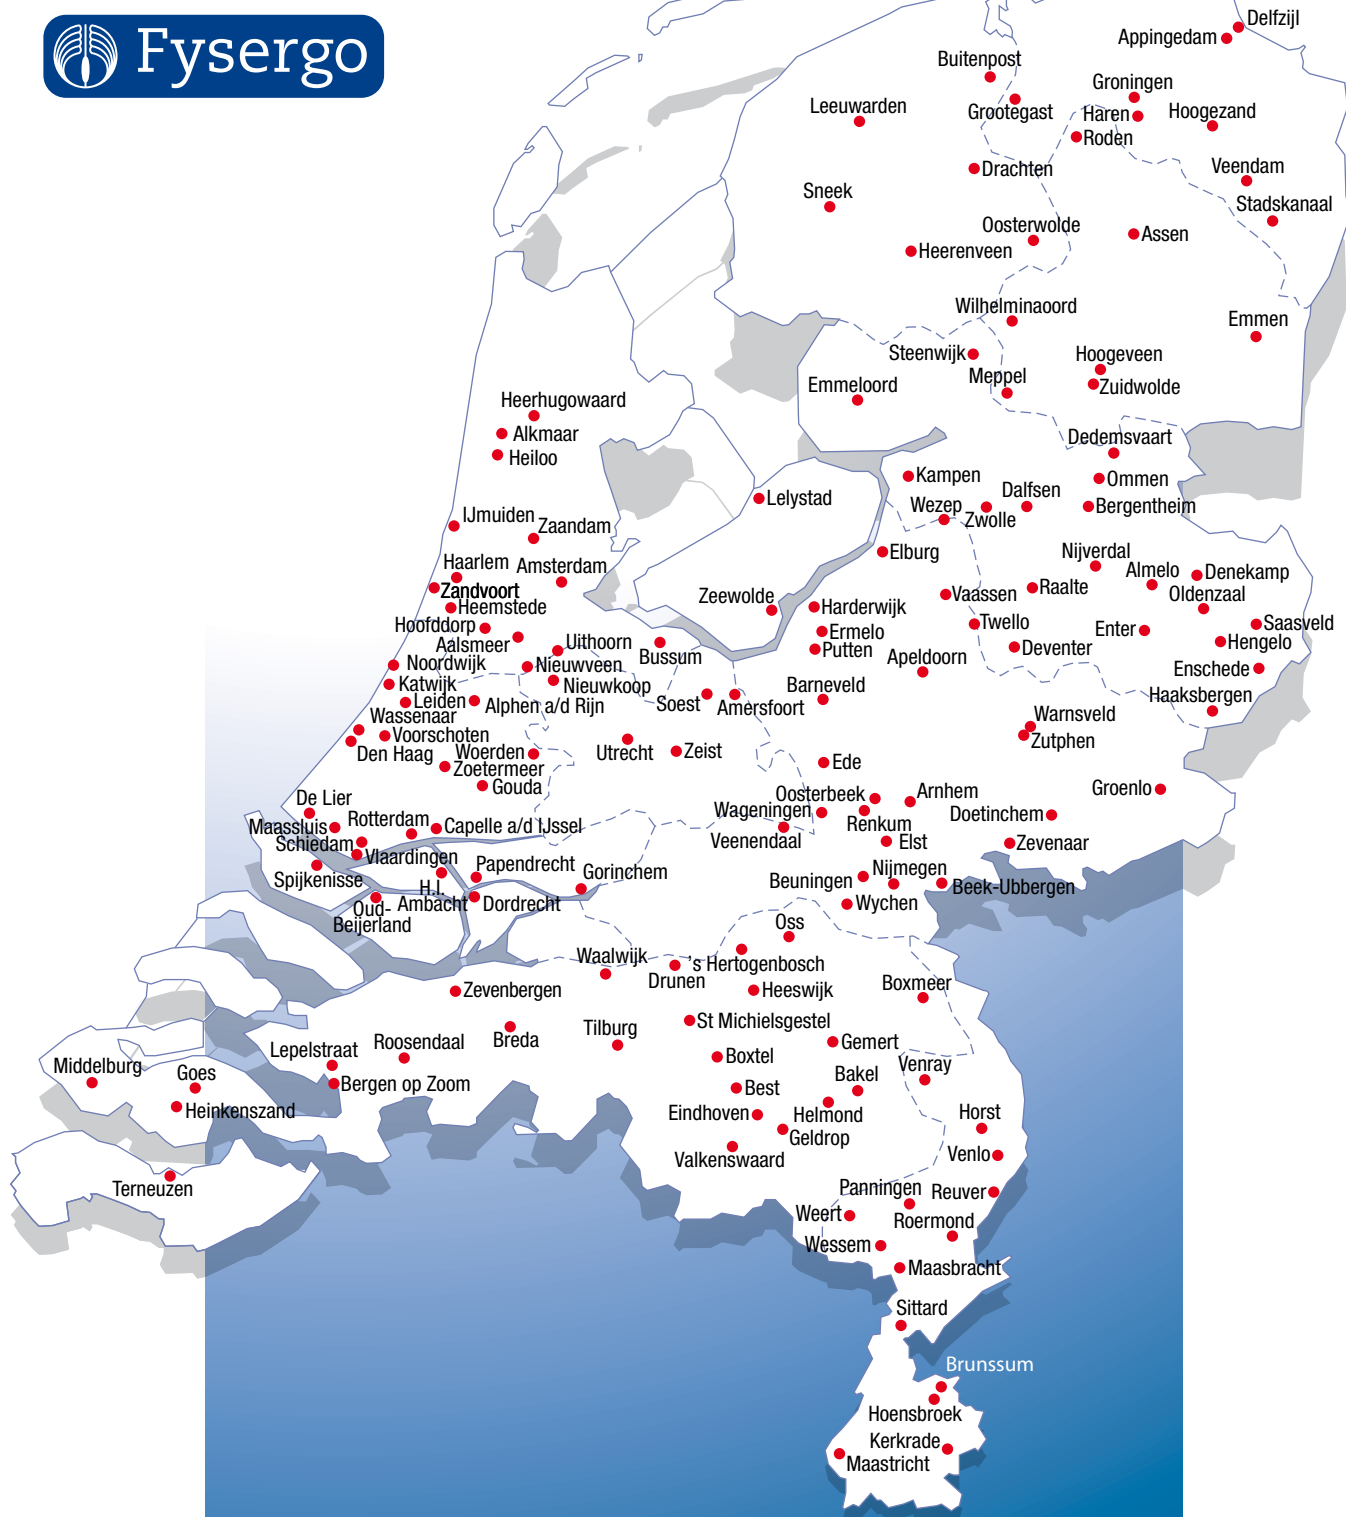 Fysergo
Delfzijl
Appingedam
Buitenpost
Groningen
Leeuwarden
Grootegast
Haren
Hoogezand
Roden
Drachten
Veendam
Sneek
Stadskanaal
Oosterwolde
Assen
Heerenveen
Wilhelminaoord
Emmen
Steenwijk
Hoogeveen
Meppel
Emmeloord
Zuidwolde
Heerhugowaard
Alkmaar
Dedemsvaart
Heiloo
Kampen
Ommen
Dalfsen
Lelystad
Wezep
Bergentheim
IJmuiden
Zwolle
Zaandam
Elburg
Nijverdal
Haarlem
Amsterdam
Almelo
Denekamp
Zandvoort
Raalte
Oldenzaal
Vaassen
Zeewolde
Heemstede
Harderwijk
Twello
Saasveld
Hoofddorp
Enter
Ermelo
Aalsmeer
Uithoorn
Hengelo
Deventer
Putten
Bussum
Apeldoorn
Noordwijk
Nieuwveen
Enschede
Katwijk
Nieuwkoop
Barneveld
Haaksbergen
Leiden
Alphen a/d Rijn
Soest
Amersfoort
Wassenaar
Warnsveld
Voorschoten
Zutphen
Den Haag
Woerden
Utrecht
Zeist
Ede
Zoetermeer
Gouda
Groenlo
Oosterbeek
Arnhem
De Lier
Wageningen
Doetinchem
Rotterdam
Maassluis
Capelle a/d IJssel
Renkum
Veenendaal
Elst
Zevenaar
Schiedam
Vlaardingen
Papendrecht
Gorinchem
Nijmegen
Spijkenisse
Beuningen
Beek-Ubbergen
H.I.
Ambacht
Dordrecht
Wychen
Oud-
Beijerland
Oss
Waalwijk
's Hertogenbosch
Drunen
Boxmeer
Zevenbergen
Heeswijk
St Michielsgestel
Tilburg
Breda
Roosendaal
Gemert
Lepelstraat
Boxtel
Middelburg
Venray
Goes
Bakel
Bergen op Zoom
Best
Heinkenszand
Eindhoven
Helmond
Horst
Geldrop
Valkenswaard
Venlo
Terneuzen
Panningen
Reuver
Weert
Roermond
Wessem
Maasbracht
Sittard
Brunssum
Hoensbroek
Kerkrade
Maastricht